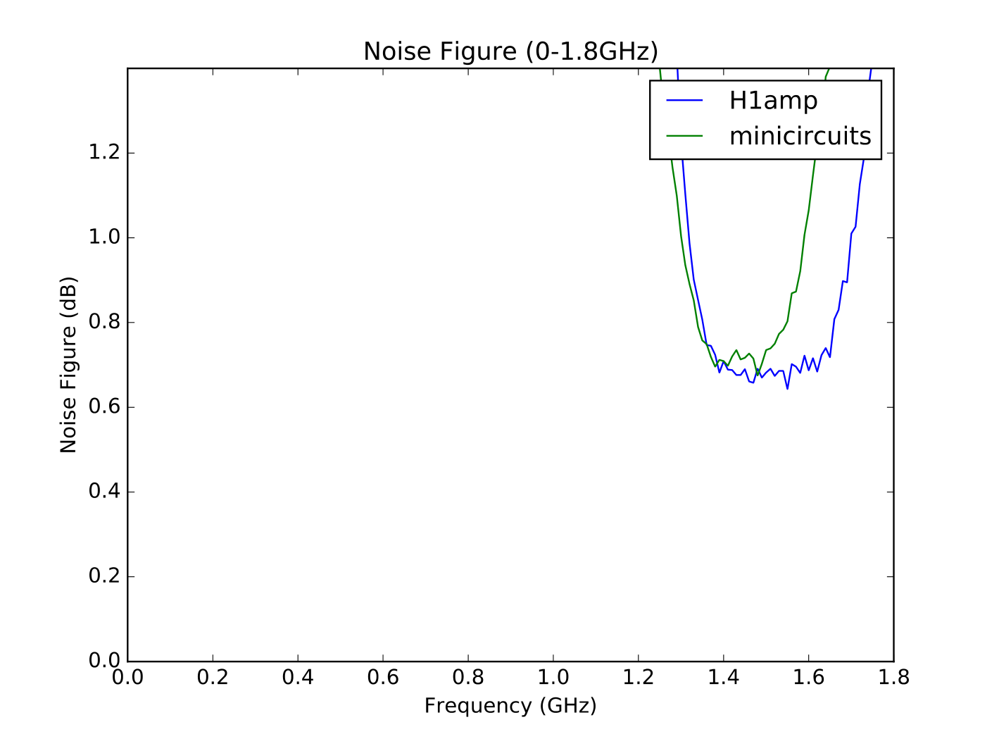 Noise Figure (0-1.8GHz)
H1amp
minicircuits
1.2
1.0
0.8
0.6
0.4
0.2
0.0
Noise Figure (dB)
0.0 0.2 0.4 0.6 0.8 1.0 1.2 1.4 1.6 1.8
Frequency (GHz)